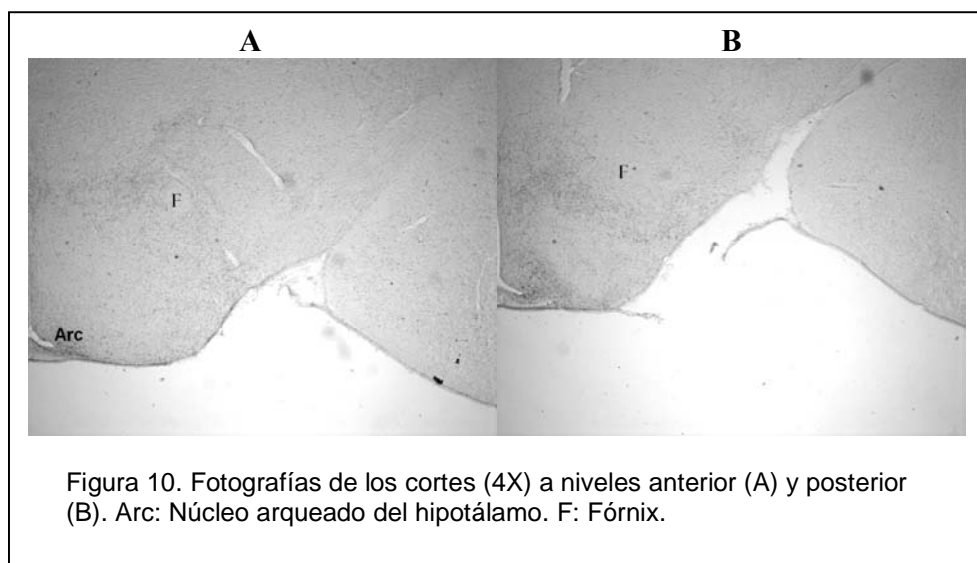 A
B
F
Arc
F
Figura 10. Fotografías de los cortes (4X) a niveles anterior (A) y posterior
(B). Arc: Núcleo arqueado del hipotálamo. F: Fórnix.